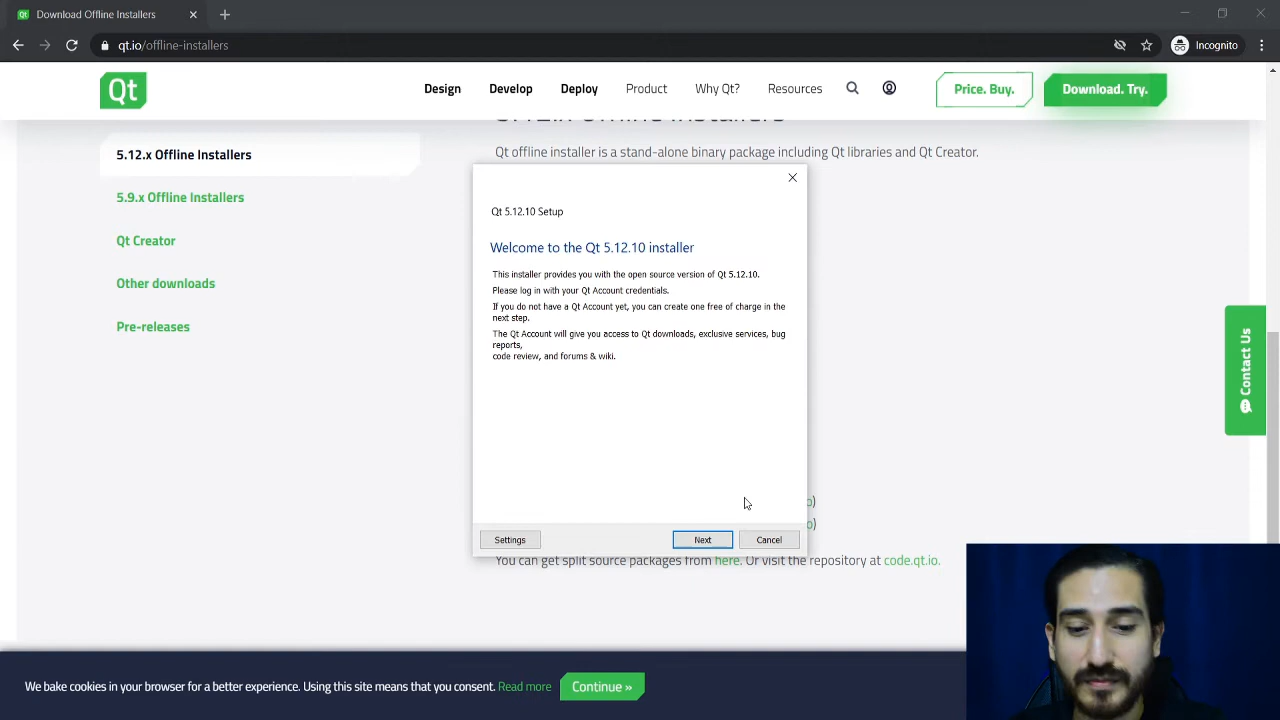 Download Offline Installers
qt.io/offline-installers
Incognito
Qt
Design
Develop
Deploy
Product
Why Qt?
Resources
Price. Buy.
Download. Try.
5.12.x Offline Installers
5.12.x Offline Installers
5.9.x Offline Installers
Qt Creator
Other downloads
Pre-releases
Qt offline installer is a stand-alone binary package including Qt libraries and Qt Creator.
Qt 5.12.10 Setup
Welcome to the Qt 5.12.10 installer
This installer provides you with the open source version of Qt 5.12.10.
Please log in with your Qt Account credentials.
If you do not have a Qt Account yet, you can create one free of charge in the
next step.
The Qt Account will give you access to Qt downloads, exclusive services, bug
reports,
code review, and forums & wiki.
Settings
Next
Cancel
o)
o)
You can get split source packages from here. Or visit the repository at code.qt.io.
Contact Us
We bake cookies in your browser for a better experience. Using this site means that you consent. Read more
Continue »